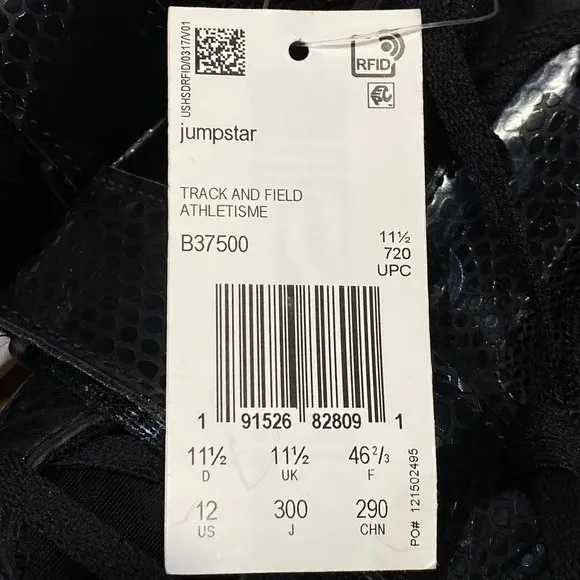 USHSDRFID/0317/V01
RFID
jumpstar
TRACK AND FIELD
ATHLETISME
B37500
11½
720
UPC
1 91526 82809 1
11½ 11½ 46⅔
D UK F
12 300 290
US J CHN
PO# 121502495